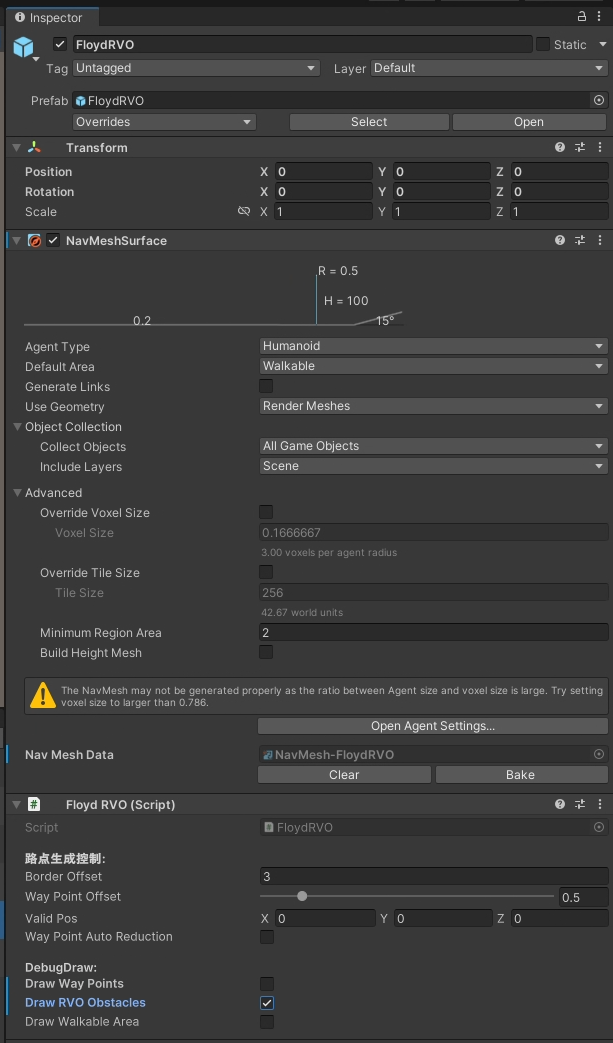 Inspector
FloydRVO
Static
Tag Untagged Layer Default
Prefab FloydRVO
Overrides Select Open
Transform
Position X 0 Y 0 Z 0
Rotation X 0 Y 0 Z 0
Scale X 1 Y 1 Z 1
NavMeshSurface
R = 0.5
H = 100
0.2 15°
Agent Type Humanoid
Default Area Walkable
Generate Links
Use Geometry Render Meshes
Object Collection
Collect Objects All Game Objects
Include Layers Scene
Advanced
Override Voxel Size
Voxel Size 0.1666667
3.00 voxels per agent radius
Override Tile Size
Tile Size 256
42.67 world units
Minimum Region Area 2
Build Height Mesh
The NavMesh may not be generated properly as the ratio between Agent size and voxel size is large. Try setting
voxel size to larger than 0.786.
Open Agent Settings...
Nav Mesh Data NavMesh-FloydRVO
Clear Bake
Floyd RVO (Script)
Script FloydRVO
路点生成控制:
Border Offset 3
Way Point Offset 0.5
Valid Pos X 0 Y 0 Z 0
Way Point Auto Reduction
DebugDraw:
Draw Way Points
Draw RVO Obstacles
Draw Walkable Area